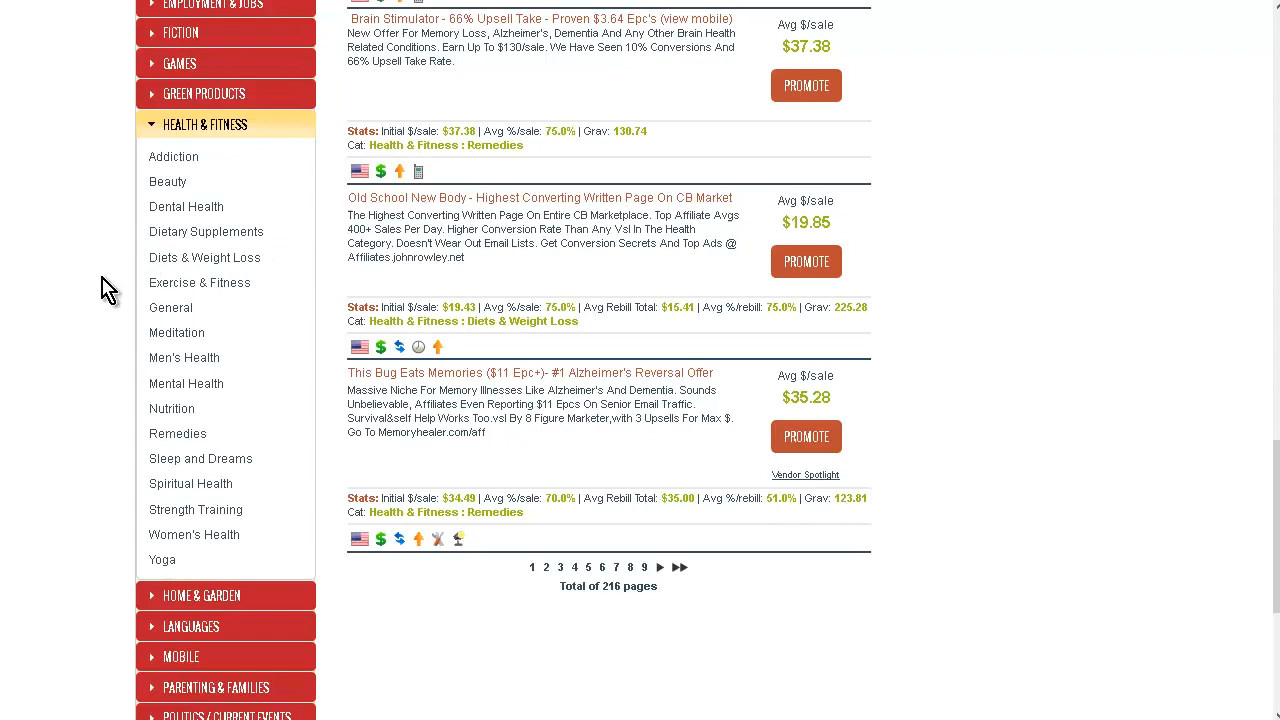 EMPLOYMENT & JOBS
FICTION
GAMES
GREEN PRODUCTS
HEALTH & FITNESS
Addiction
Beauty
Dental Health
Dietary Supplements
Diets & Weight Loss
Exercise & Fitness
General
Meditation
Men's Health
Mental Health
Nutrition
Remedies
Sleep and Dreams
Spiritual Health
Strength Training
Women's Health
Yoga
HOME & GARDEN
LANGUAGES
MOBILE
PARENTING & FAMILIES
POLITICS / CURRENT EVENTS
Brain Stimulator - 66% Upsell Take - Proven $3.64 Epc's (view mobile)
New Offer For Memory Loss, Alzheimer's, Dementia And Any Other Brain Health
Related Conditions. Earn Up To $130/sale. We Have Seen 10% Conversions And
66% Upsell Take Rate.
Avg $/sale
$37.38
PROMOTE
Stats: Initial $/sale: $37.38 | Avg %/sale: 75.0% | Grav: 130.74
Cat: Health & Fitness : Remedies
Old School New Body - Highest Converting Written Page On CB Market
The Highest Converting Written Page On Entire CB Marketplace. Top Affiliate Avgs
400+ Sales Per Day. Higher Conversion Rate Than Any Vsl In The Health
Category. Doesn't Wear Out Email Lists. Get Conversion Secrets And Top Ads @
Affiliates.johnrowley.net
Avg $/sale
$19.85
PROMOTE
Stats: Initial $/sale: $19.43 | Avg %/sale: 75.0% | Avg Rebill Total: $15.41 | Avg %/rebill: 75.0% | Grav: 225.28
Cat: Health & Fitness : Diets & Weight Loss
This Bug Eats Memories ($11 Epc+)- #1 Alzheimer's Reversal Offer
Massive Niche For Memory Illnesses Like Alzheimer's And Dementia. Sounds
Unbelievable, Affiliates Even Reporting $11 Epcs On Senior Email Traffic.
Survival&self Help Works Too.vsl By 8 Figure Marketer,with 3 Upsells For Max $.
Go To Memoryhealer.com/aff
Avg $/sale
$35.28
PROMOTE
Vendor Spotlight
Stats: Initial $/sale: $34.49 | Avg %/sale: 70.0% | Avg Rebill Total: $35.00 | Avg %/rebill: 51.0% | Grav: 123.81
Cat: Health & Fitness : Remedies
1 2 3 4 5 6 7 8 9
Total of 216 pages